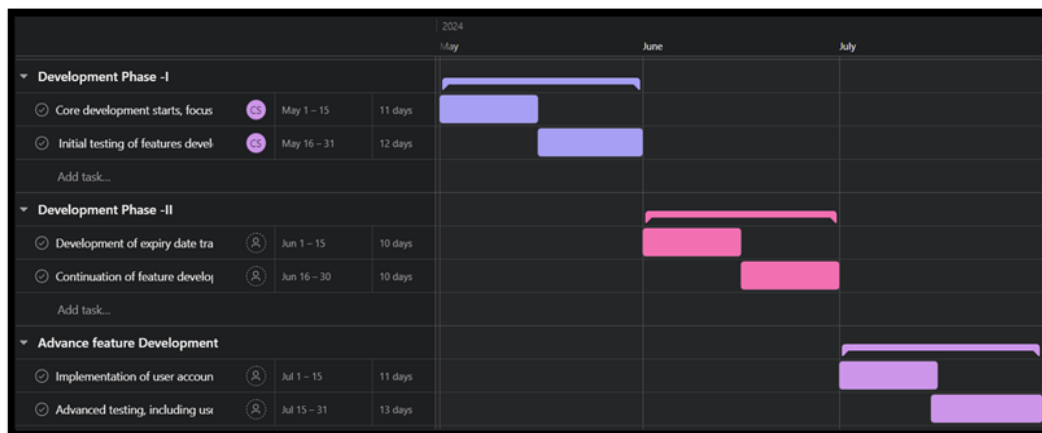 2024
May June July
Development Phase -I
Core development starts, focus CS May 1 – 15 11 days
Initial testing of features devel CS May 16 – 31 12 days
Add task...
Development Phase -II
Development of expiry date tra Jun 1 – 15 10 days
Continuation of feature develop Jun 16 – 30 10 days
Add task...
Advance feature Development
Implementation of user accoun Jul 1 – 15 11 days
Advanced testing, including use Jul 15 – 31 13 days